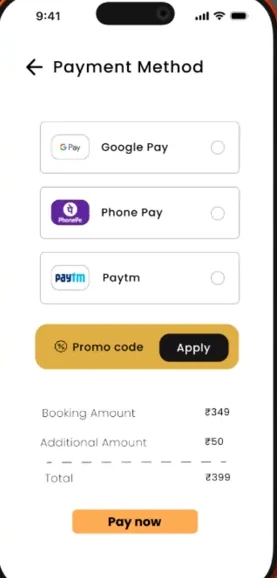 9:41
Payment Method
G Pay Google Pay
PhonePe Phone Pay
paytm Paytm
Promo code Apply
Booking Amount ₹349
Additional Amount ₹50
Total ₹399
Pay now